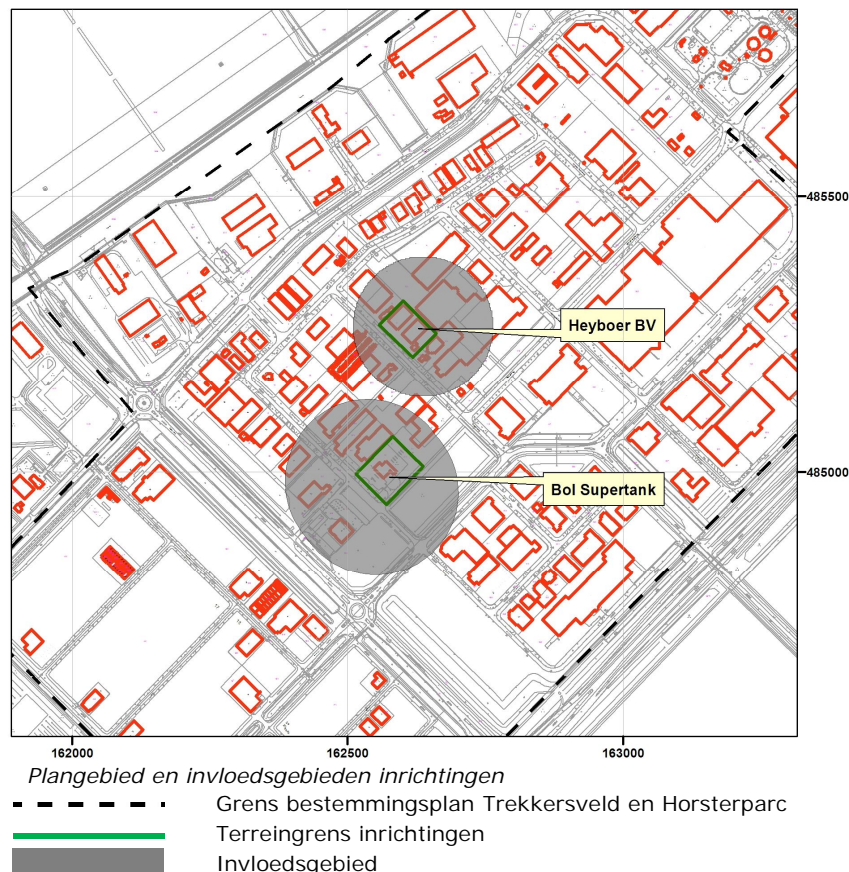 485500
Heyboer BV
485000
Bol Supertank
162000
162500
163000
Plangebied en invloedsgebieden inrichtingen
Grens bestemmingsplan Trekkersveld en Horsterparc
Terreingrens inrichtingen
Invloedsgebied